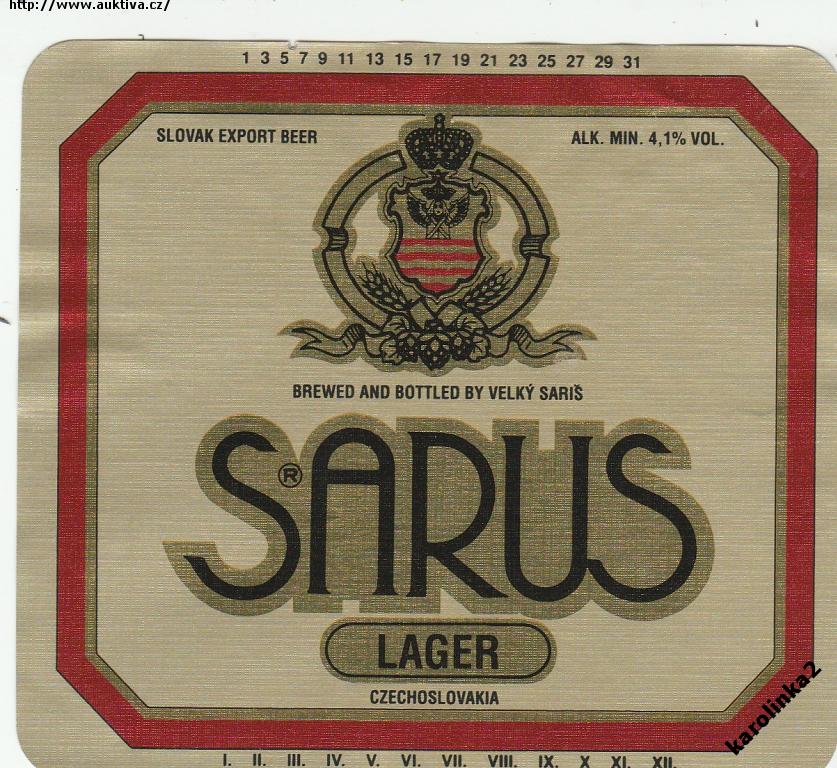 http://www.auktiva.cz/
1 3 5 7 9 11 13 15 17 19 21 23 25 27 29 31
SLOVAK EXPORT BEER
ALK. MIN. 4,1% VOL.
BREWED AND BOTTLED BY VELKÝ SARIŠ
SARUS ®
LAGER
CZECHOSLOVAKIA
karolinka2
I. II. III. IV. V. VI. VII. VIII. IX. X XI. XII.